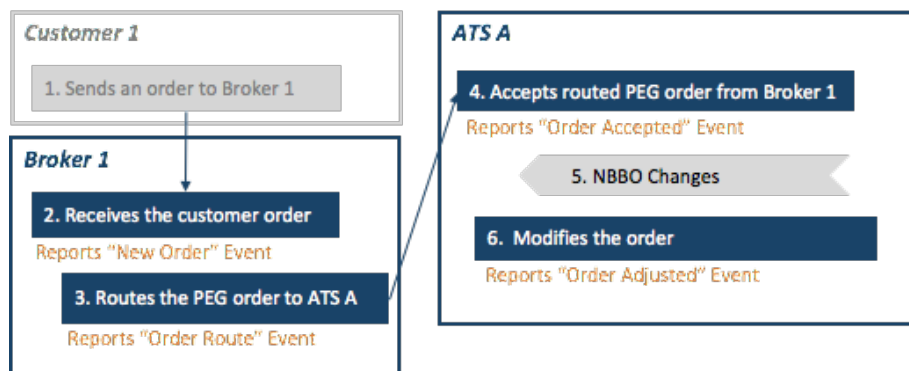 Customer 1
1. Sends an order to Broker 1
Broker 1
2. Receives the customer order
Reports "New Order" Event
3. Routes the PEG order to ATS A
Reports "Order Route" Event
ATS A
4. Accepts routed PEG order from Broker 1
Reports "Order Accepted" Event
5. NBBO Changes
6. Modifies the order
Reports "Order Adjusted" Event